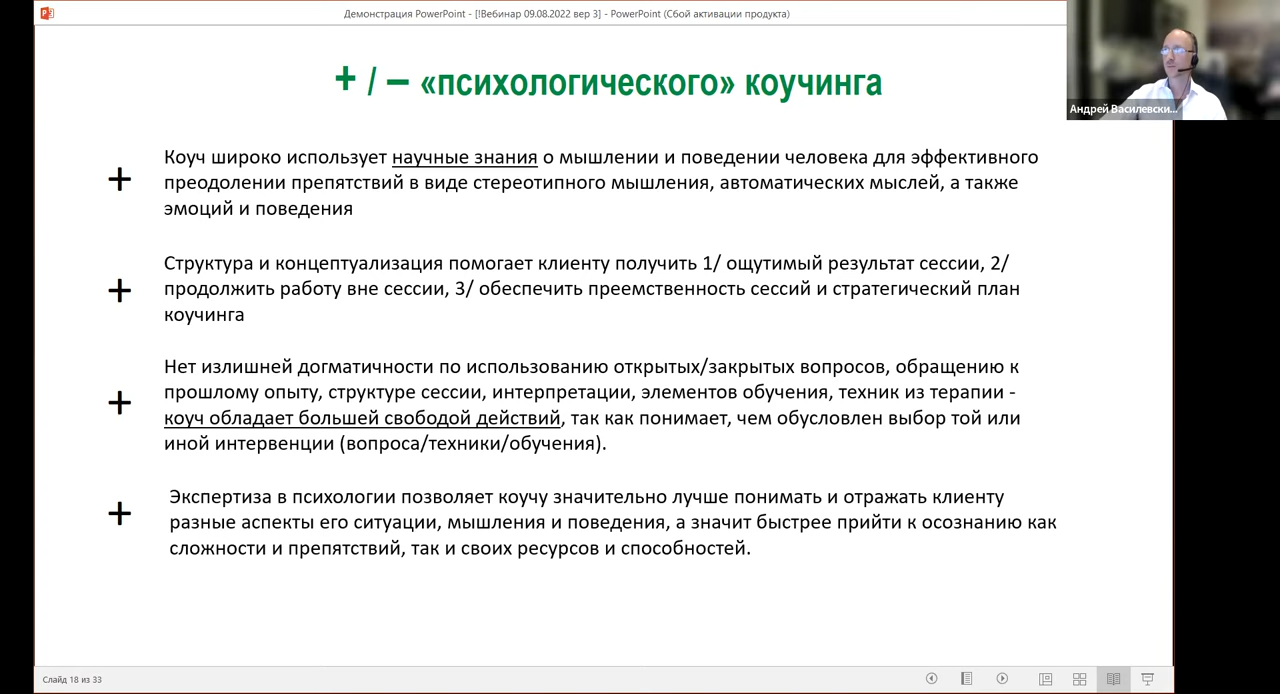 Демонстрация PowerPoint - [!Вебинар 09.08.2022 вер 3] - PowerPoint (Сбой активации продукта)
Андрей Василевски...
+ / – «психологического» коучинга
+ Коуч широко использует научные знания о мышлении и поведении человека для эффективного
преодолении препятствий в виде стереотипного мышления, автоматических мыслей, а также
эмоций и поведения
+ Структура и концептуализация помогает клиенту получить 1/ ощутимый результат сессии, 2/
продолжить работу вне сессии, 3/ обеспечить преемственность сессий и стратегический план
коучинга
+ Нет излишней догматичности по использованию открытых/закрытых вопросов, обращению к
прошлому опыту, структуре сессии, интерпретации, элементов обучения, техник из терапии -
коуч обладает большей свободой действий, так как понимает, чем обусловлен выбор той или
иной интервенции (вопроса/техники/обучения).
+ Экспертиза в психологии позволяет коучу значительно лучше понимать и отражать клиенту
разные аспекты его ситуации, мышления и поведения, а значит быстрее прийти к осознанию как
сложности и препятствий, так и своих ресурсов и способностей.
Слайд 18 из 33